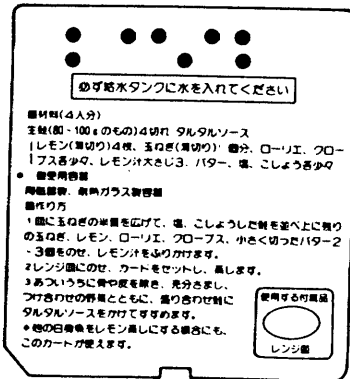 必ず給水タンクに水を入れてください
■材料(4人分)
生鮭(80-100gのもの)4切れ タルタルソース
レモン(薄切り)4枚、玉ねぎ(薄切り) 個分、ローリエ、クロー
ブス各少々、レモン汁大さじ3、バター、塩、こしょう各少々
■使用容器
陶磁器製、耐熱ガラス製容器
■作り方
1 皿に玉ねぎの半量を広げて、塩、こしょうした鮭を並べ上に残り
の玉ねぎ、レモン、ローリエ、クローブス、小さく切ったバター2
-3個をのせ、レモン汁をふりかけます。
2 レンジ皿にのせ、カードをセットし、蒸します。
3 あついうちに骨や皮を除き、充分さまし、
つけ合わせの野菜とともに、盛り合わせ鮭に
タルタルソースをかけてすすめます。
*他の白身魚をレモン蒸しにする場合にも、
このカードが使えます。
使用する付属品
レンジ皿